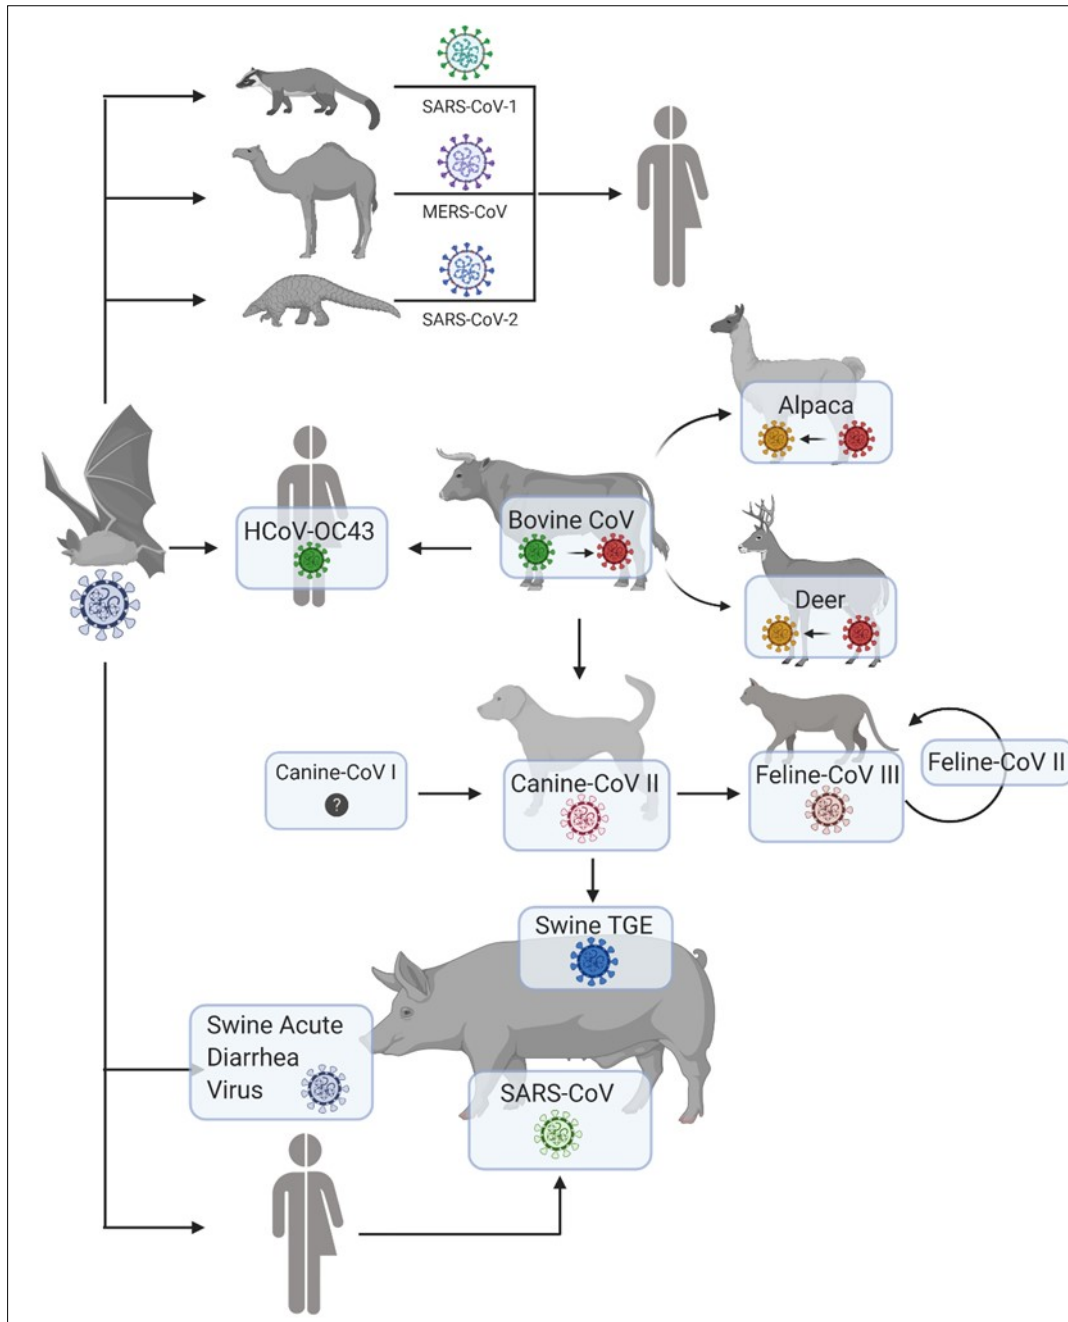 SARS-CoV-1
MERS-CoV
SARS-CoV-2
Alpaca
HCoV-OC43
Bovine CoV
Deer
Canine-CoV I
?
Canine-CoV II
Feline-CoV III
Feline-CoV II
Swine TGE
Swine Acute
Diarrhea
Virus
SARS-CoV